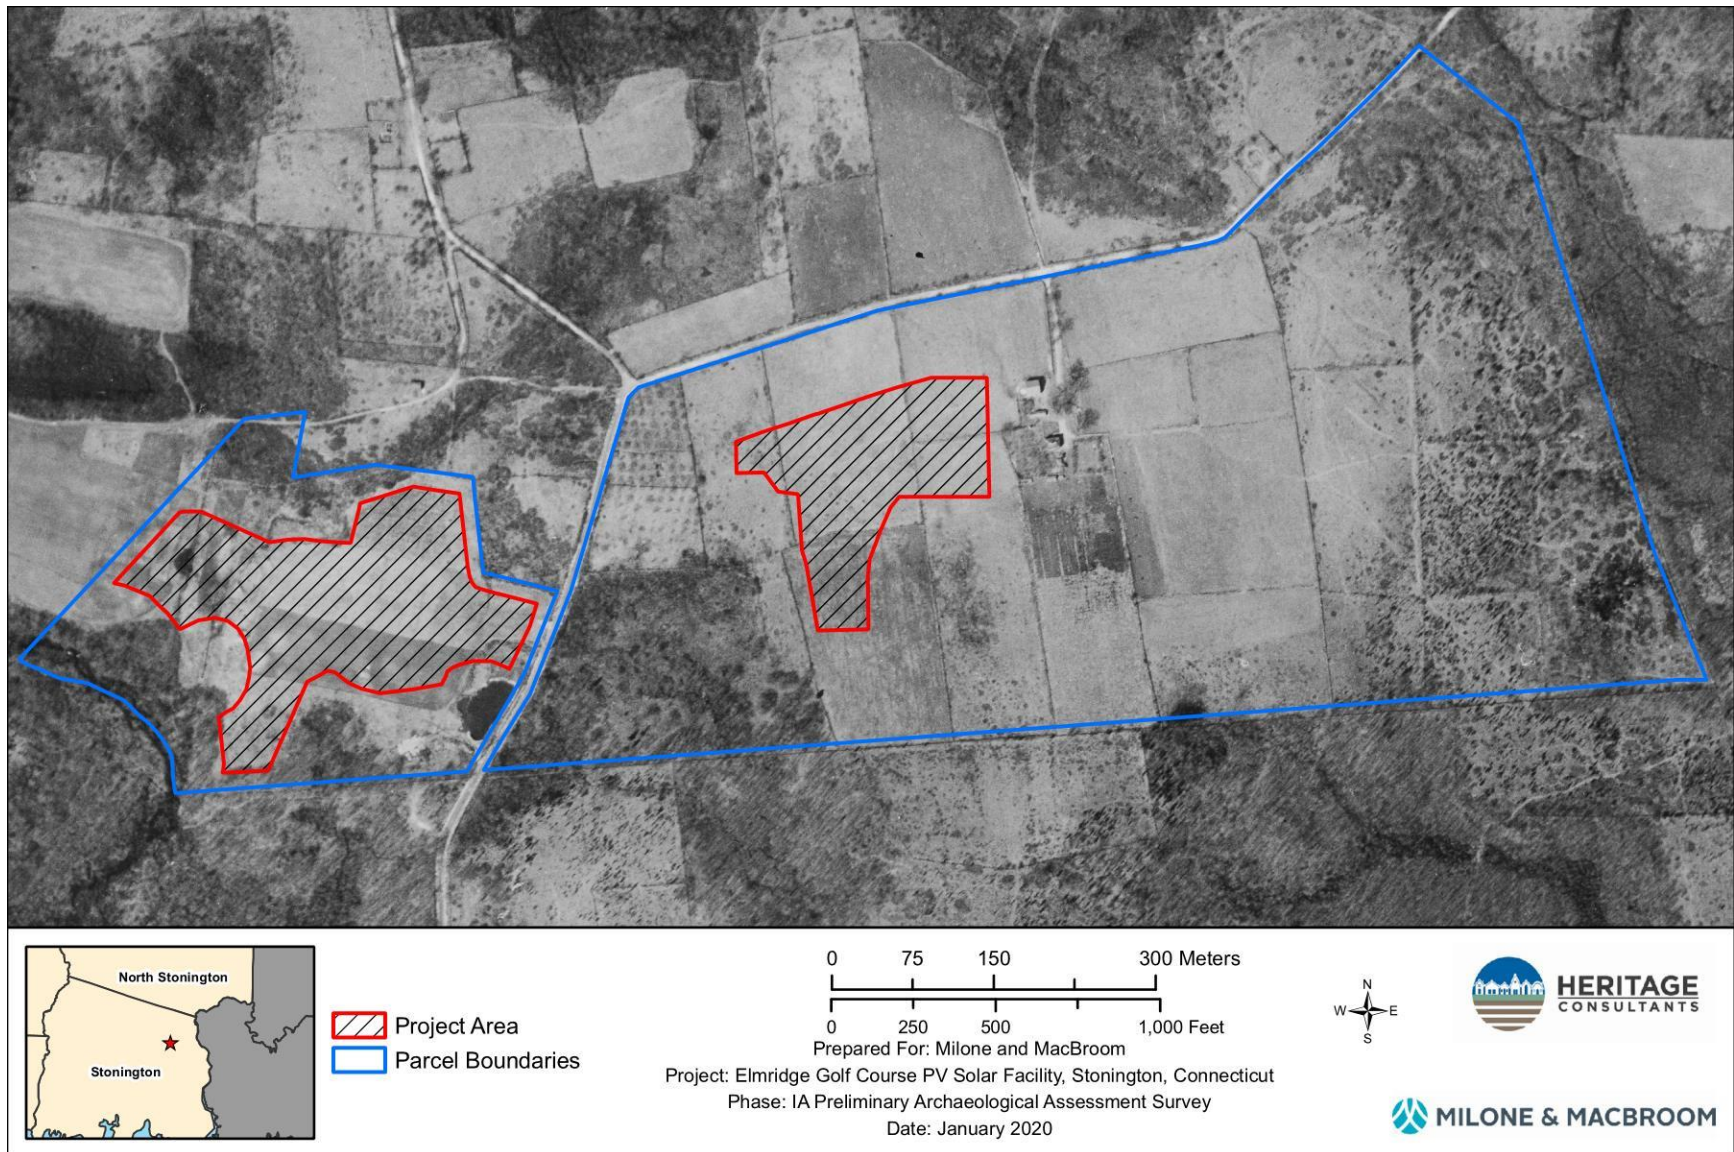 North Stonington
Stonington
Project Area
Parcel Boundaries
0 75 150 300 Meters
0 250 500 1,000 Feet
Prepared For: Milone and MacBroom
Project: Elmridge Golf Course PV Solar Facility, Stonington, Connecticut
Phase: IA Preliminary Archaeological Assessment Survey
Date: January 2020
N
W E
S
HERITAGE
CONSULTANTS
MILONE & MACBROOM